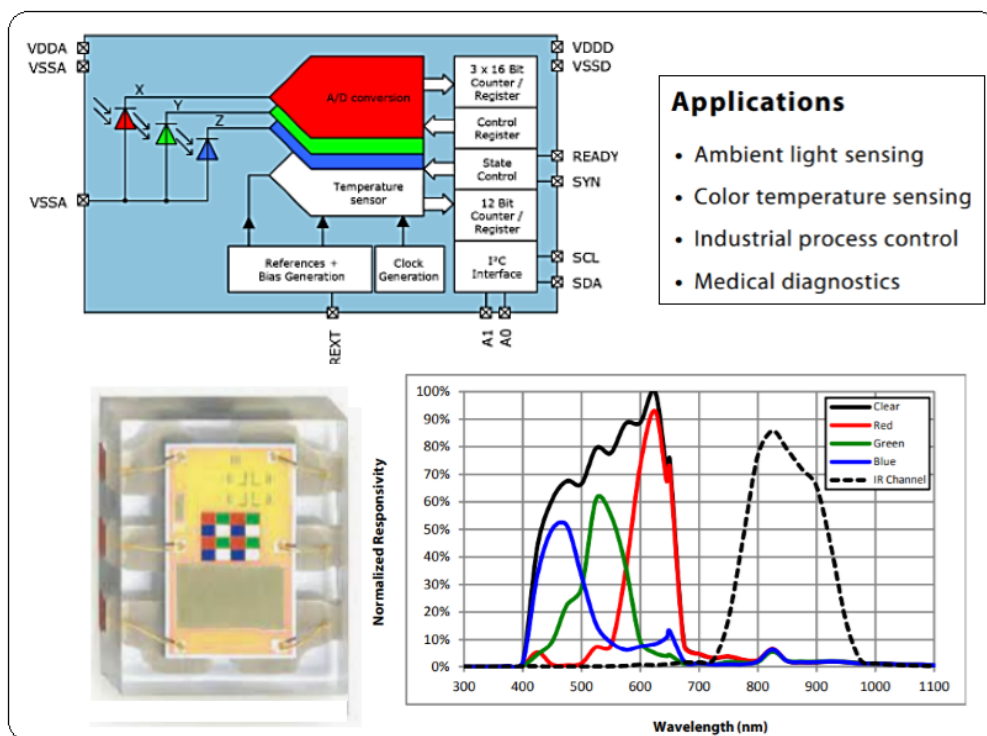 VDDA
VSSA
X
Y
Z
VSSA
A/D conversion
Temperature
sensor
References +
Bias Generation
Clock
Generation
3 x 16 Bit
Counter /
Register
Control
Register
State
Control
12 Bit
Counter /
Register
I²C
Interface
VDDD
VSSD
READY
SYN
SCL
SDA
REXT
A1
A0
Applications
• Ambient light sensing
• Color temperature sensing
• Industrial process control
• Medical diagnostics
Normalized Responsivity
100%
90%
80%
70%
60%
50%
40%
30%
20%
10%
0%
Clear
Red
Green
Blue
IR Channel
300 400 500 600 700 800 900 1000 1100
Wavelength (nm)